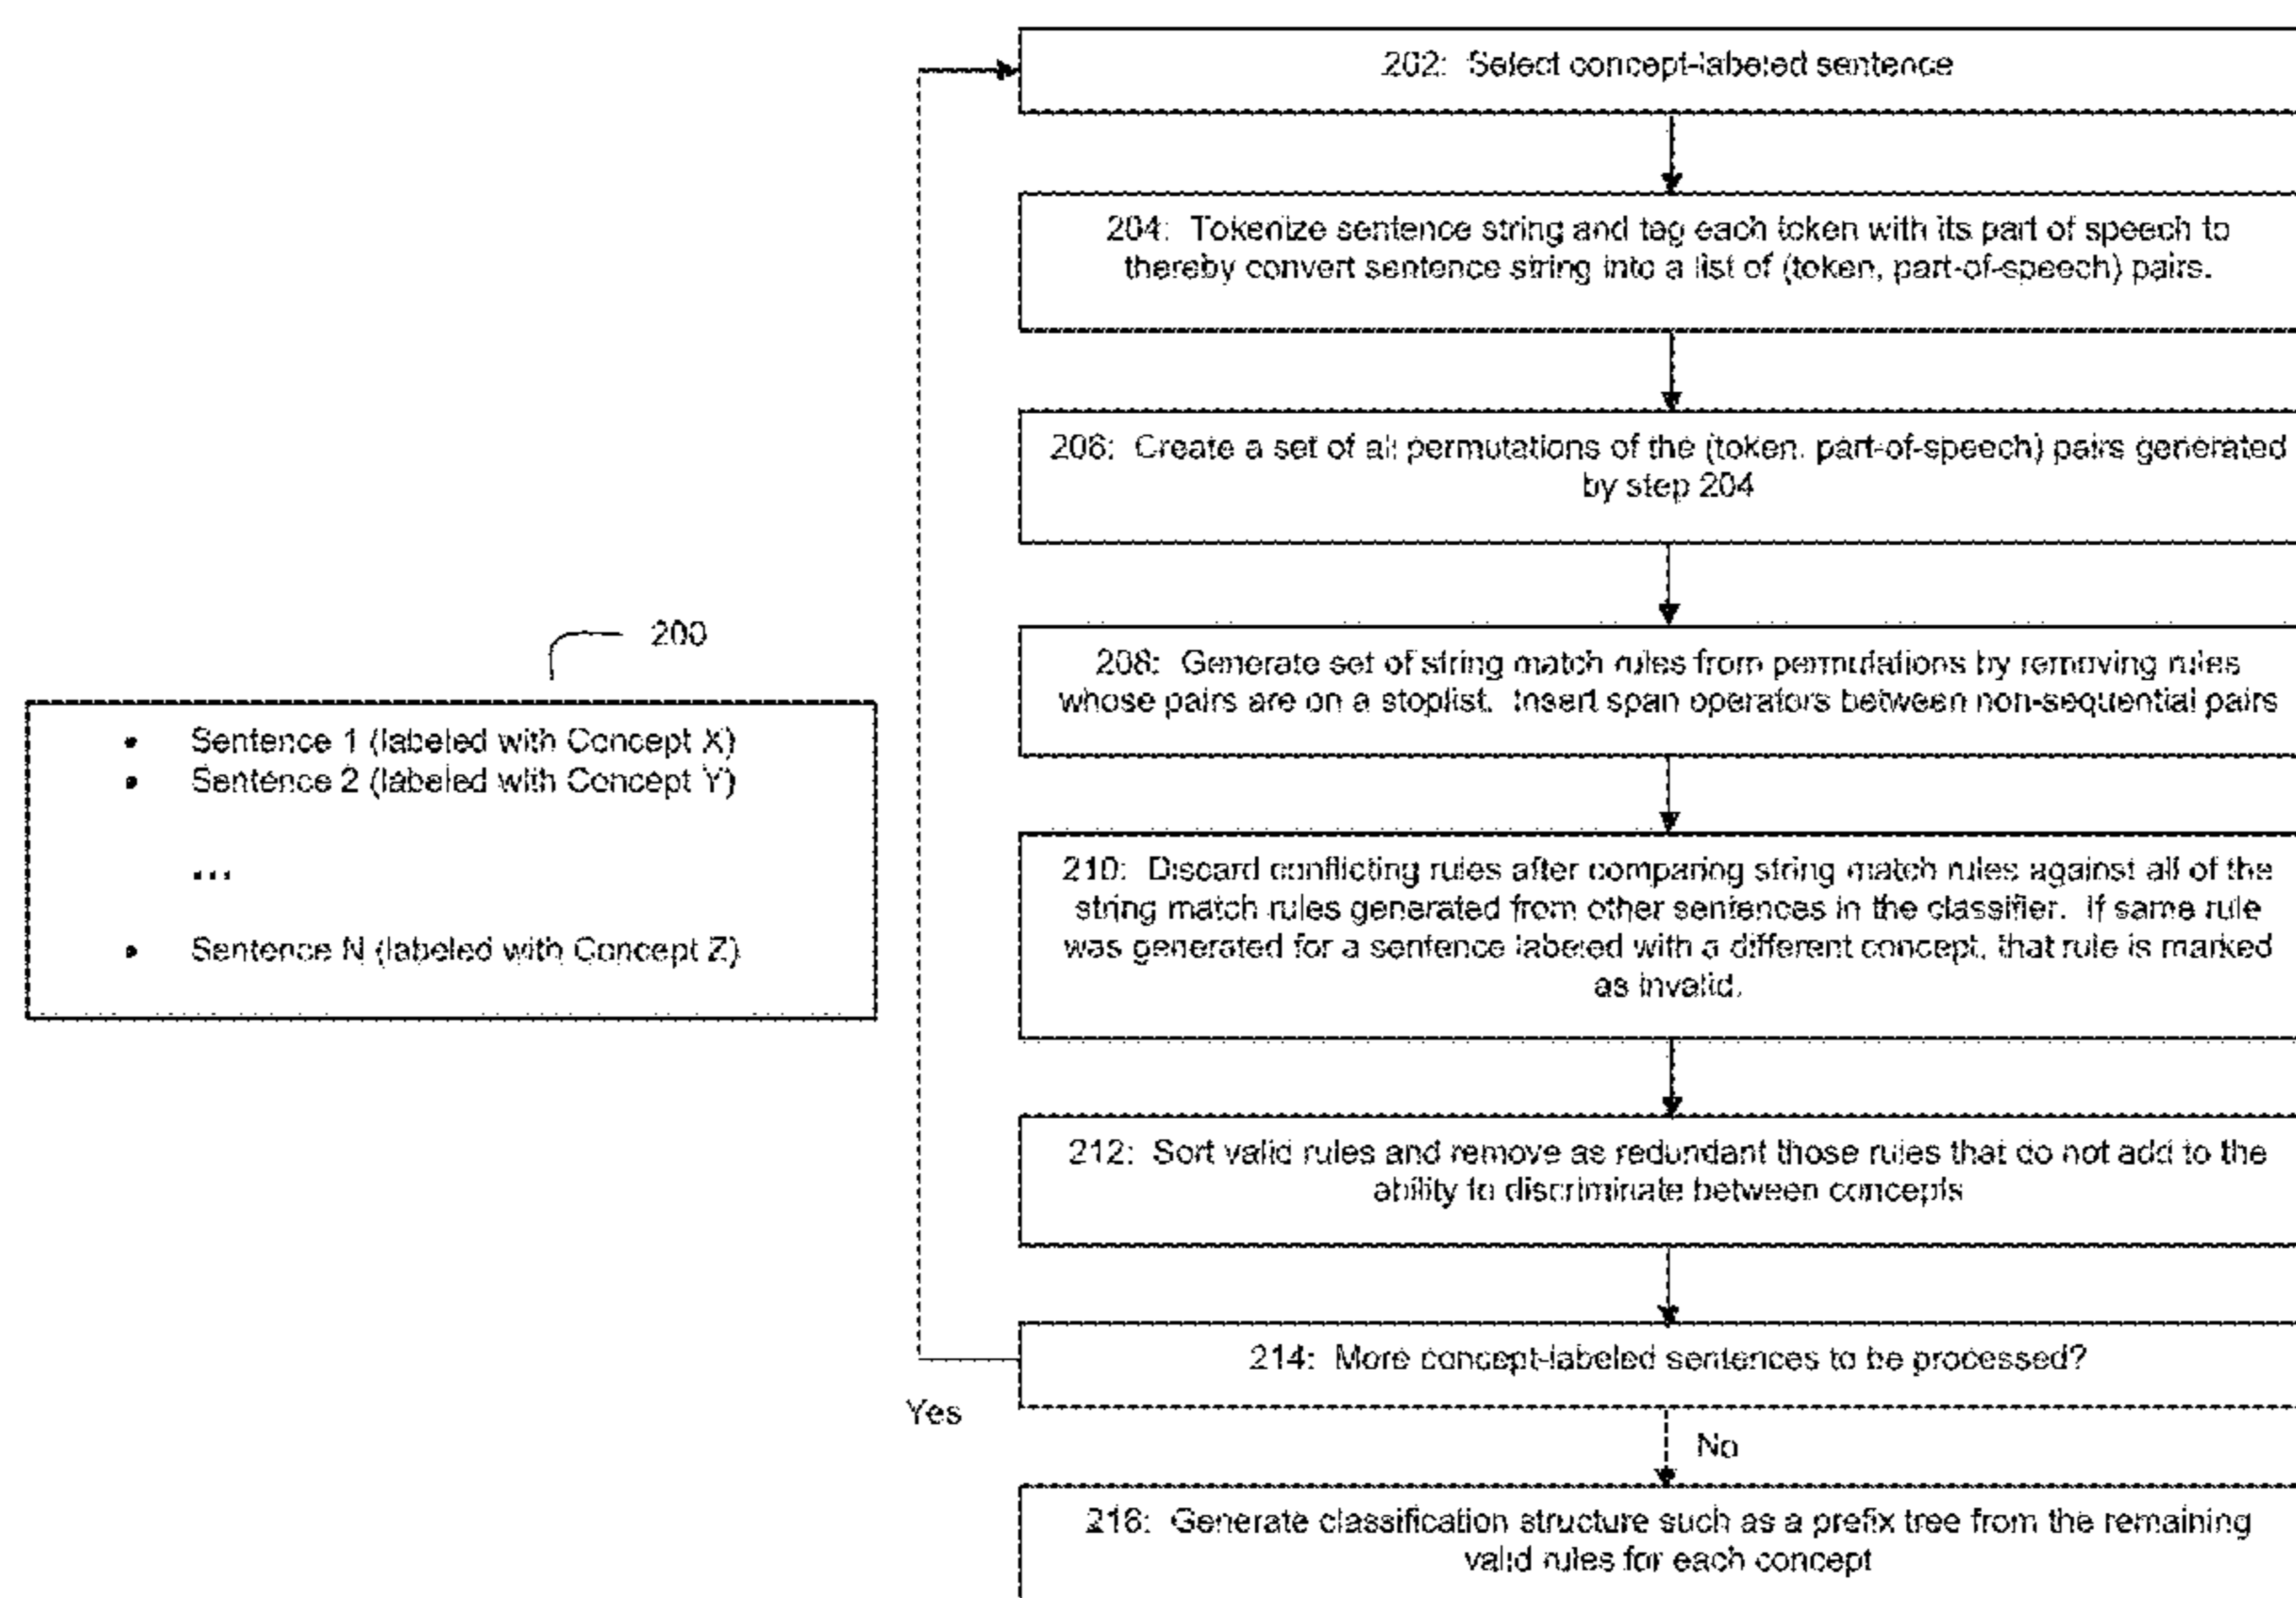 202: Select concept-labeled sentence
204: Tokenize sentence string and tag each token with its part of speech to
thereby convert sentence string into a list of (token, part-of-speech) pairs.
206: Create a set of all permutations of the (token, part-of-speech) pairs generated
by step 204
200
208: Generate set of string match rules from permutations by removing rules
whose pairs are on a stoplist. Insert span operators between non-sequential pairs
• Sentence 1 (labeled with Concept X)
• Sentence 2 (labeled with Concept Y)
...
• Sentence N (labeled with Concept Z)
210: Discard conflicting rules after comparing string match rules against all of the
string match rules generated from other sentences in the classifier. If same rule
was generated for a sentence labeled with a different concept, that rule is marked
as invalid.
212: Sort valid rules and remove as redundant those rules that do not add to the
ability to discriminate between concepts
214: More concept-labeled sentences to be processed?
Yes
No
216: Generate classification structure such as a prefix tree from the remaining
valid rules for each concept